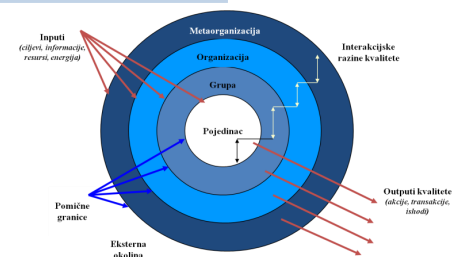 Metaorganizacija
Inputi
(ciljevi, informacije,
resursi, energija)
Interakcijske
razine kvalitete
Organizacija
Grupa
Pojedinac
Outputi kvalitete
(akcije, transakcije,
ishodi)
Pomične
granice
Eksterna
okolina